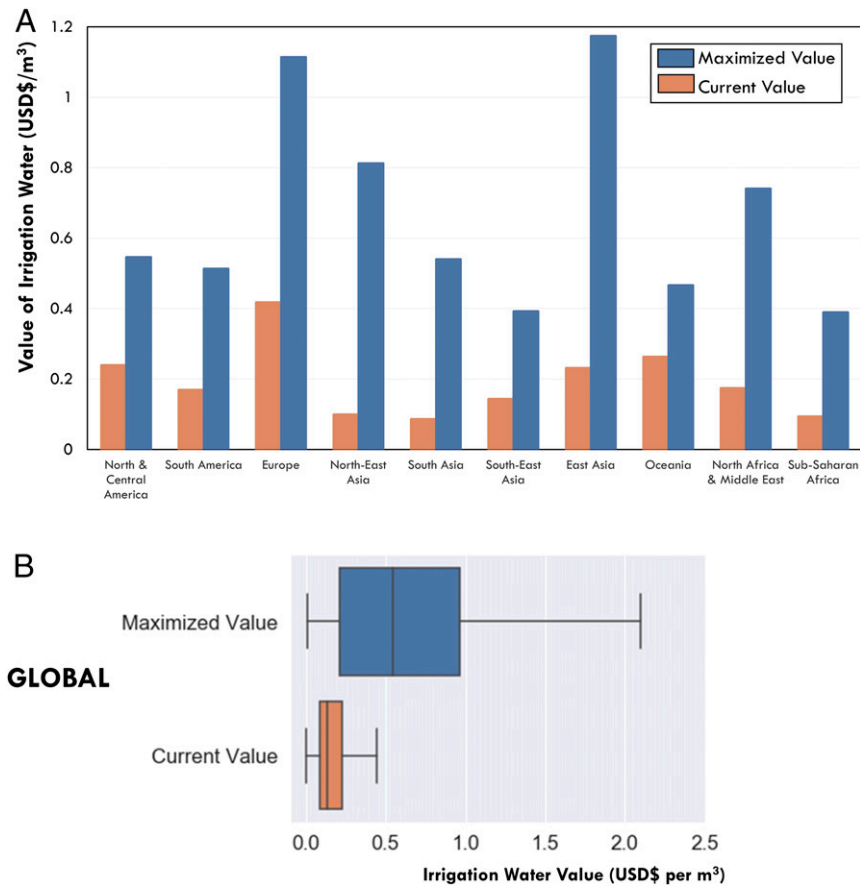 A
Value of Irrigation Water (USD$/m³)
1.2
1
0.8
0.6
0.4
0.2
0
Maximized Value
Current Value
North &
Central
America
South America
Europe
North-East
Asia
South Asia
South-East
Asia
East Asia
Oceania
North Africa
& Middle East
Sub-Saharan
Africa
B
GLOBAL
Maximized Value
Current Value
0.0 0.5 1.0 1.5 2.0 2.5
Irrigation Water Value (USD$ per m³)